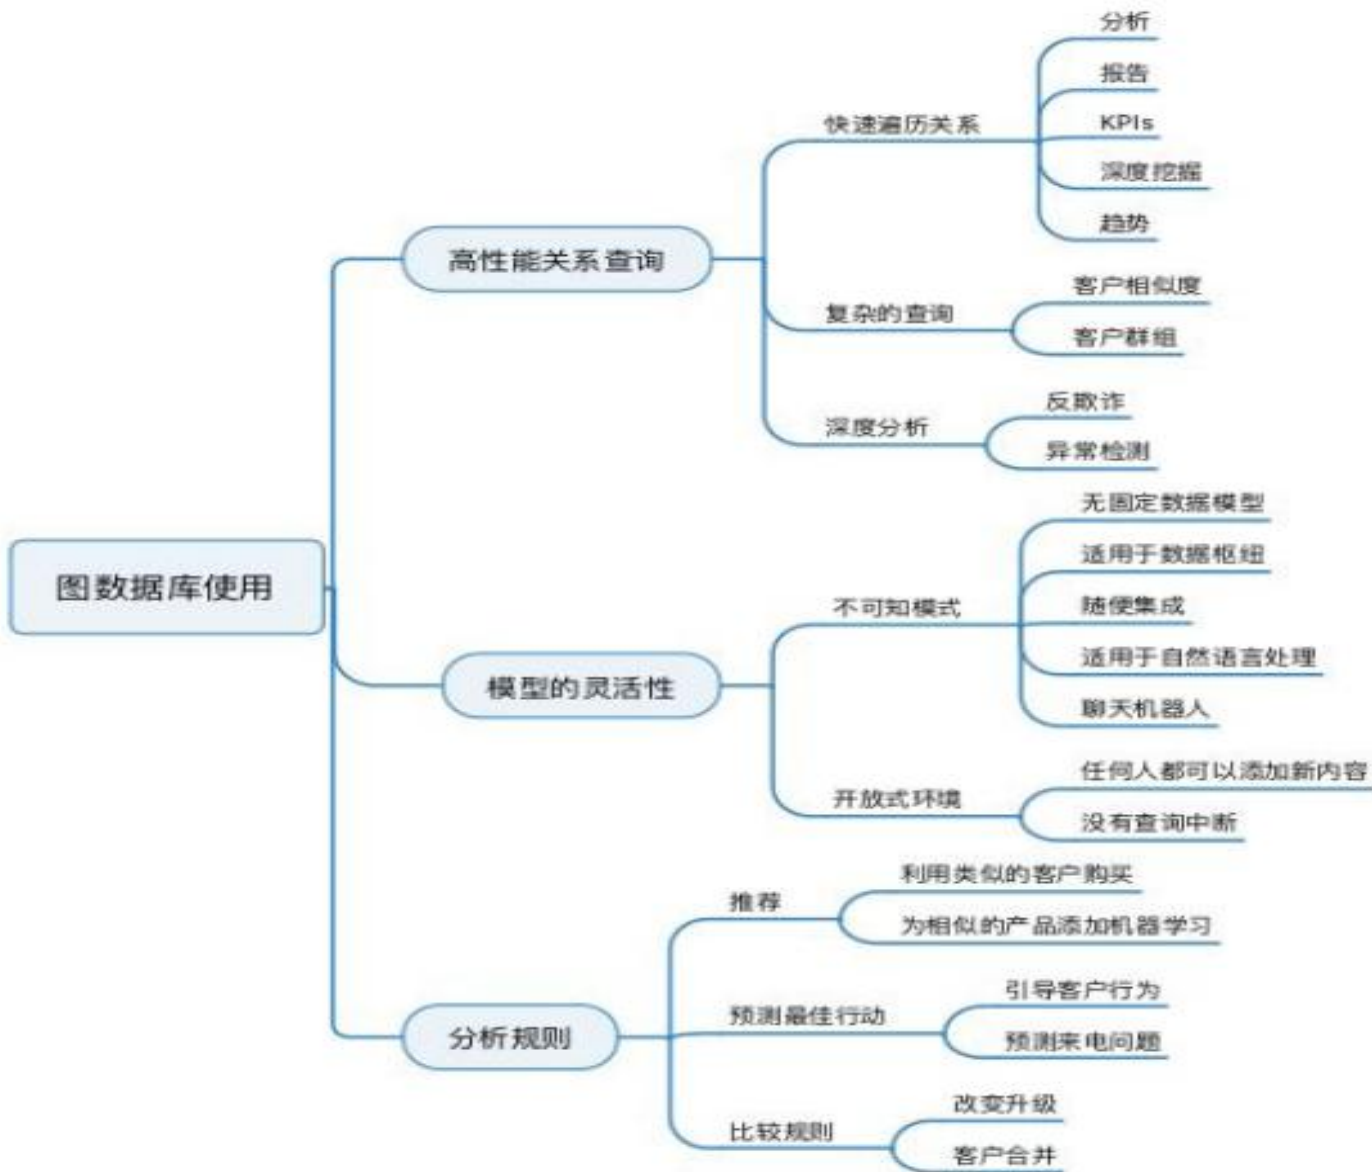 分析
报告
快速遍历关系
KPIs
深度挖掘
趋势
高性能关系查询
客户相似度
复杂的查询
客户群组
反欺诈
深度分析
异常检测
无固定数据模型
适用于数据枢纽
图数据库使用
不可知模式
随便集成
适用于自然语言处理
模型的灵活性
聊天机器人
任何人都可以添加新内容
开放式环境
没有查询中断
利用类似的客户购买
推荐
为相似的产品添加机器学习
引导客户行为
预测最佳行动
分析规则
预测来电问题
改变升级
比较规则
客户合并